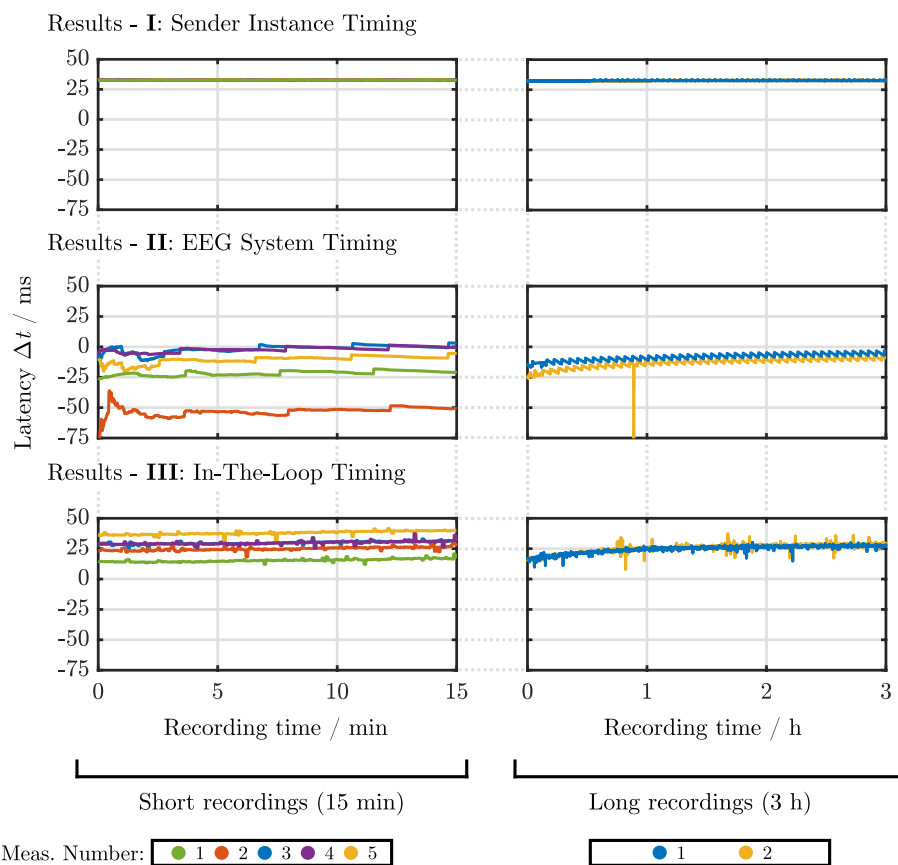 Results - I: Sender Instance Timing
50
25
0
-25
-50
-75
Results - II: EEG System Timing
Latency Δt / ms
50
25
0
-25
-50
-75
Results - III: In-The-Loop Timing
50
25
0
-25
-50
-75
0 5 10 15 0 1 2 3
Recording time / min Recording time / h
Short recordings (15 min) Long recordings (3 h)
Meas. Number: 1 2 3 4 5 1 2